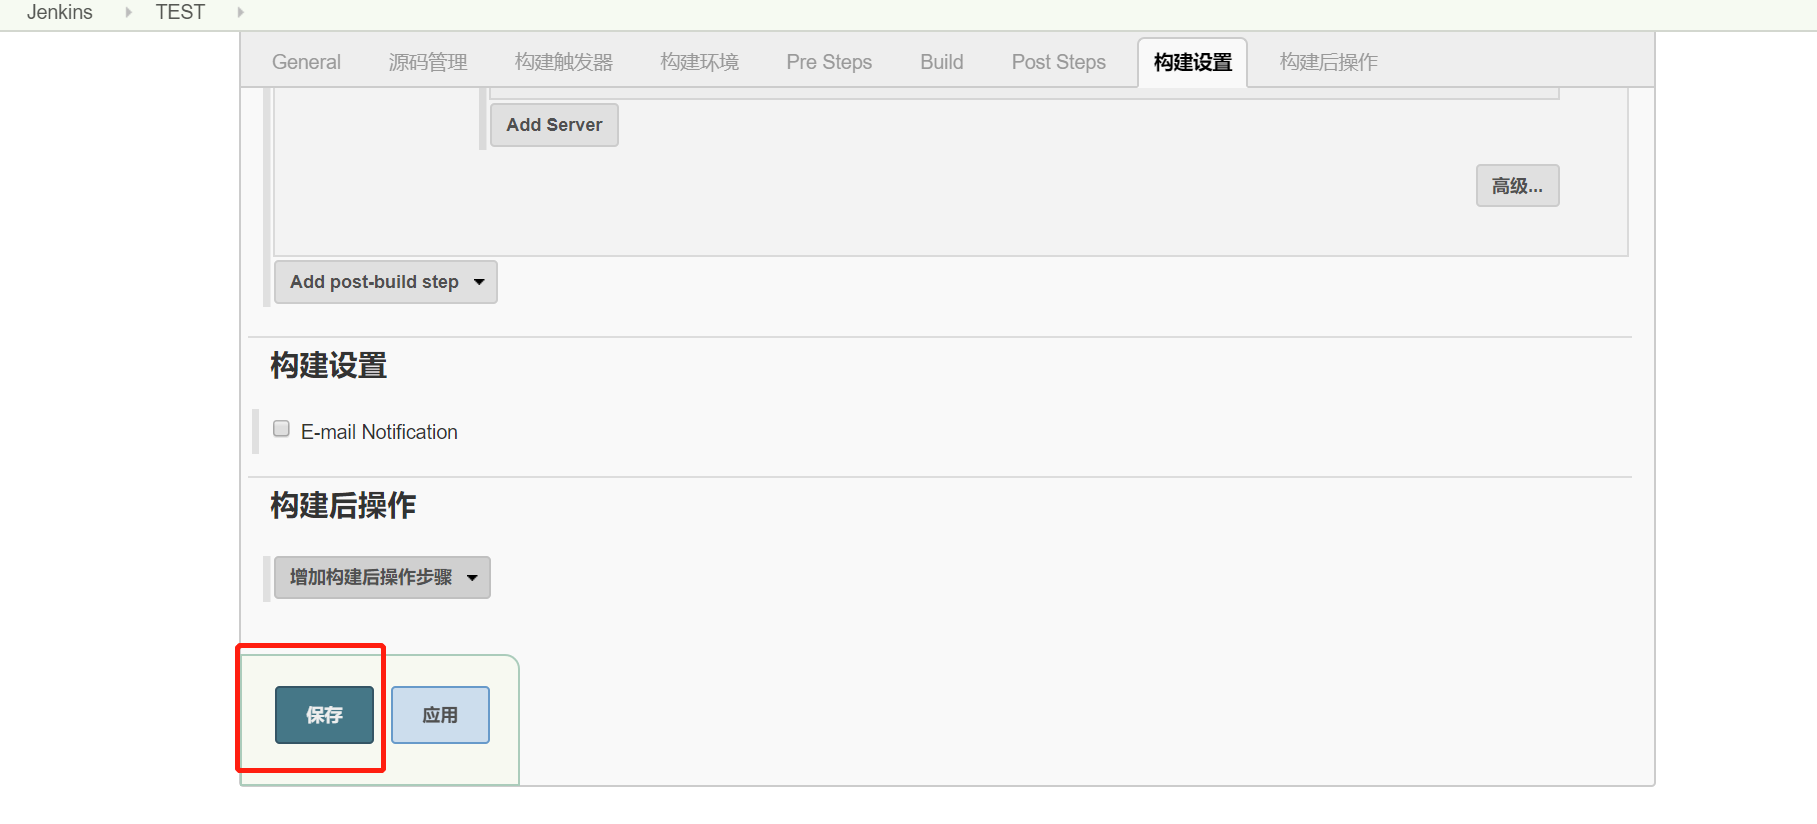 Jenkins TEST
General 源码管理 构建触发器 构建环境 Pre Steps Build Post Steps 构建设置 构建后操作
Add Server
高级...
Add post-build step
构建设置
E-mail Notification
构建后操作
增加构建后操作步骤
保存 应用